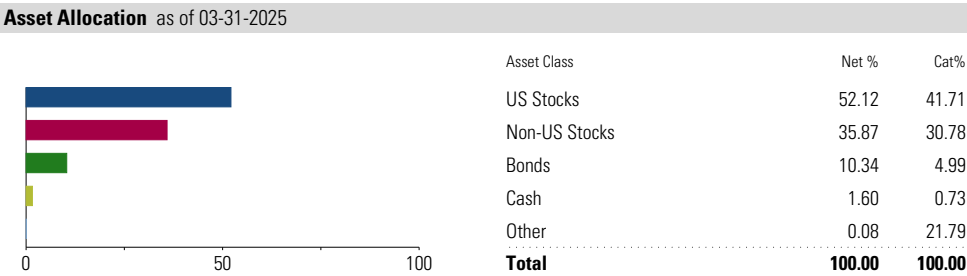 Asset Allocation as of 03-31-2025
Asset Class Net % Cat%
US Stocks 52.12 41.71
Non-US Stocks 35.87 30.78
Bonds 10.34 4.99
Cash 1.60 0.73
Other 0.08 21.79
0 50 100
Total 100.00 100.00